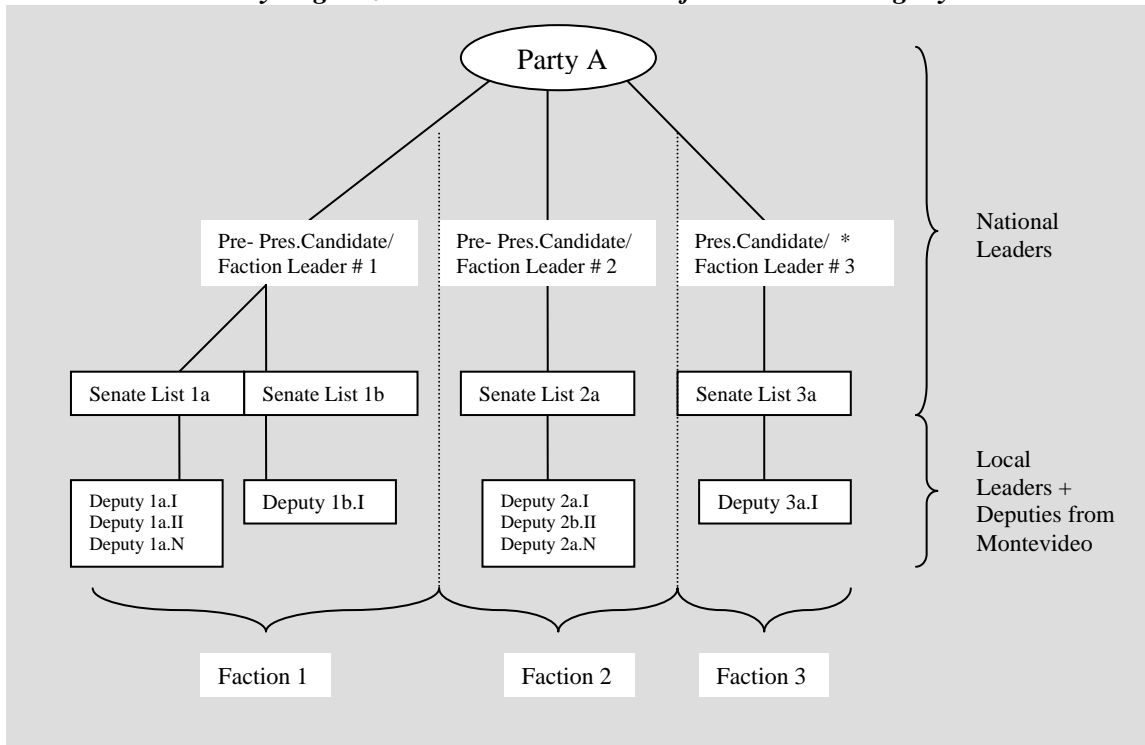 Party A
Pre- Pres.Candidate/
Faction Leader # 1
Pre- Pres.Candidate/
Faction Leader # 2
Pres.Candidate/ *
Faction Leader # 3
National
Leaders
Senate List 1a
Senate List 1b
Senate List 2a
Senate List 3a
Deputy 1a.I
Deputy 1a.II
Deputy 1a.N
Deputy 1b.I
Deputy 2a.I
Deputy 2b.II
Deputy 2a.N
Deputy 3a.I
Local
Leaders +
Deputies from
Montevideo
Faction 1
Faction 2
Faction 3